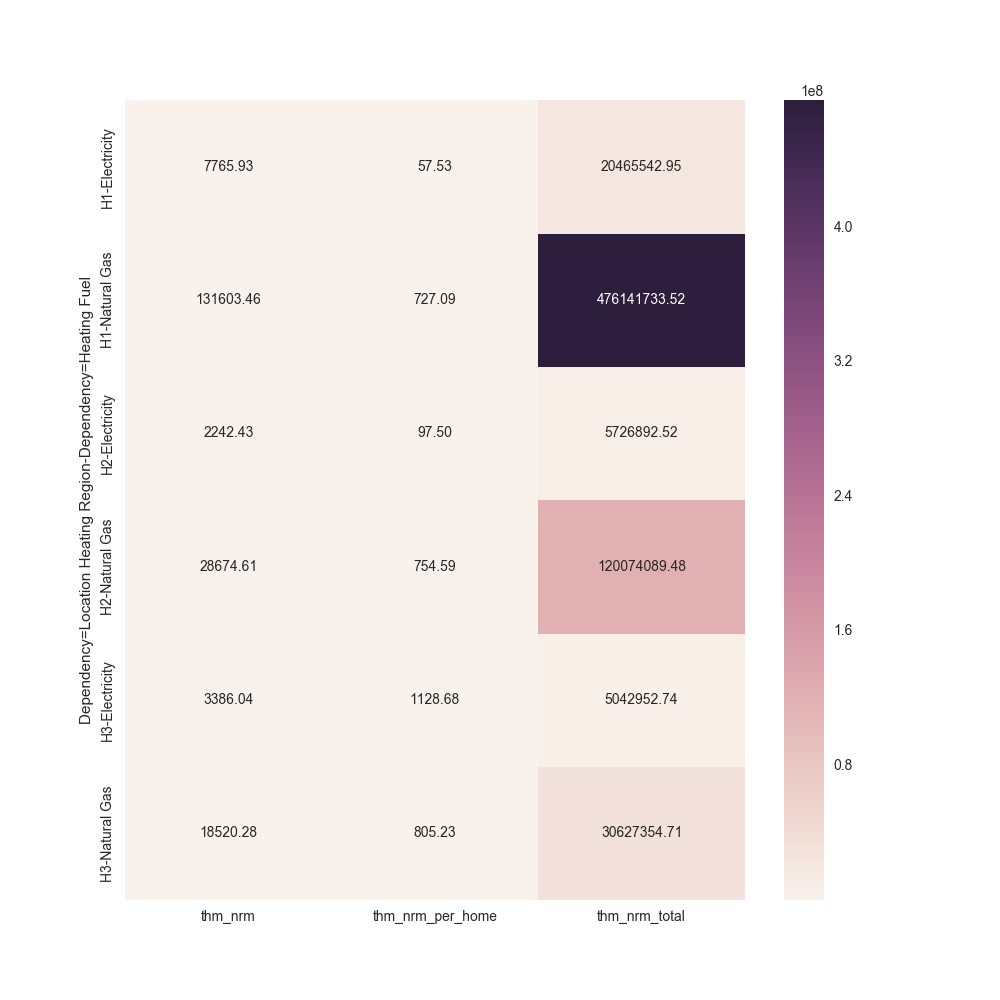 1e8
Dependency=Location Heating Region-Dependency=Heating Fuel
H1-Electricity
7765.93
57.53
20465542.95
H1-Natural Gas
131603.46
727.09
476141733.52
H2-Electricity
2242.43
97.50
5726892.52
H2-Natural Gas
28674.61
754.59
120074089.48
H3-Electricity
3386.04
1128.68
5042952.74
H3-Natural Gas
18520.28
805.23
30627354.71
thm_nrm
thm_nrm_per_home
thm_nrm_total
4.0
3.2
2.4
1.6
0.8